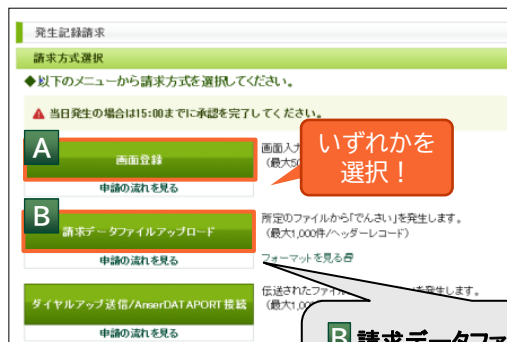 発生記録請求
請求方式選択
◆以下のメニューから請求方式を選択してください。
当日発生の場合は15:00までに承認を完了してください。
A
画面登録
画面入
(最大50
いずれかを
選択！
申請の流れを見る
B
請求データファイルアップロード
所定のファイルから「でんさい」を発生します。
(最大1,000件/ヘッダーレコード)
申請の流れを見る
フォーマットを見る
ダイヤルアップ送信/AnserDATAPORT接続
伝送されたファイ
を発生します。
(最大1,00
申請の流れを見る
B 請求データファ